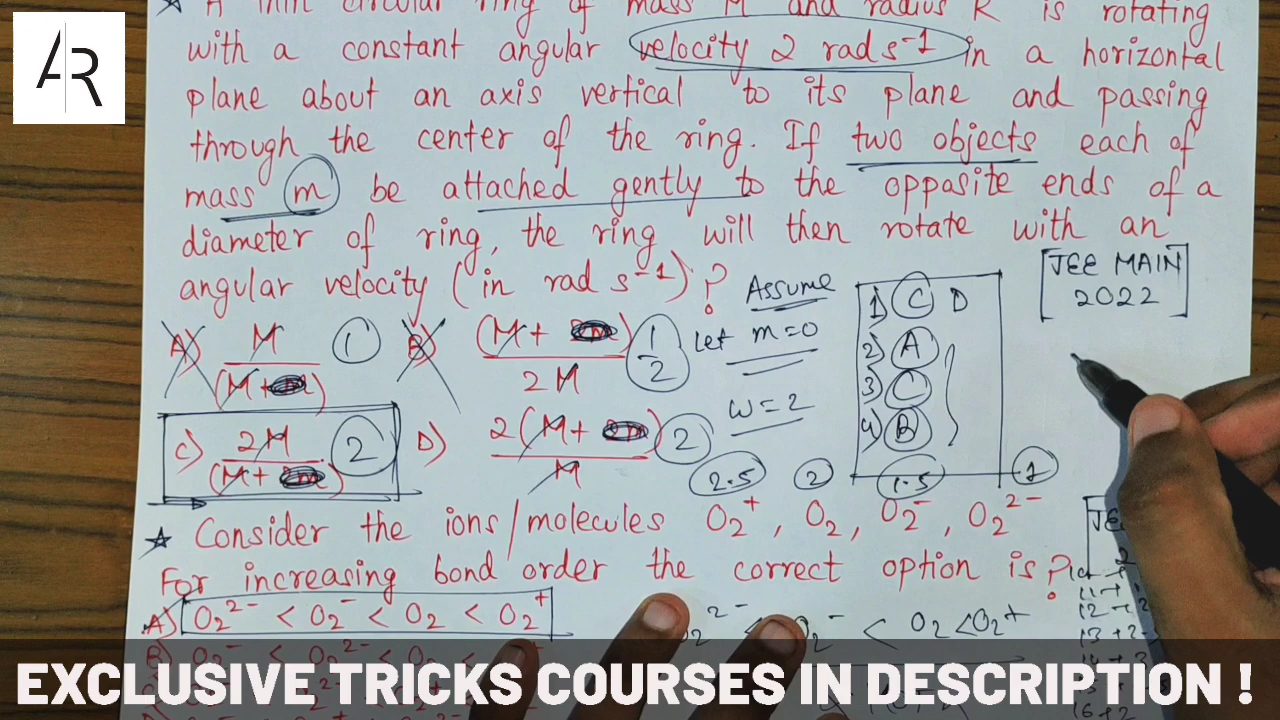 AR
A thin circular ring of mass M and radius R is rotating
with a constant angular velocity 2 rad s⁻¹ in a horizontal
plane about an axis vertical to its plane and passing
through the center of the ring. If two objects each of
mass m be attached gently to the opposite ends of a
diameter of ring, the ring will then rotate with an
angular velocity (in rad s⁻¹)?
Assume
Let m=0
ω=2
JEE MAIN
2022
A) M / (M+ 1
B) (M+ ) / 2M 1/2
C) 2M / (M+ ) 2
D) 2(M+ ) / M 2
1) C D
2) A
3) C
4) B
2.5 2 1.5 1
Consider the ions/molecules O₂⁺, O₂, O₂⁻, O₂²⁻
For increasing bond order the correct option is?
A) O₂²⁻ < O₂⁻ < O₂ < O₂⁺
O₂ < O₂⁺
EXCLUSIVE TRICKS COURSES IN DESCRIPTION !